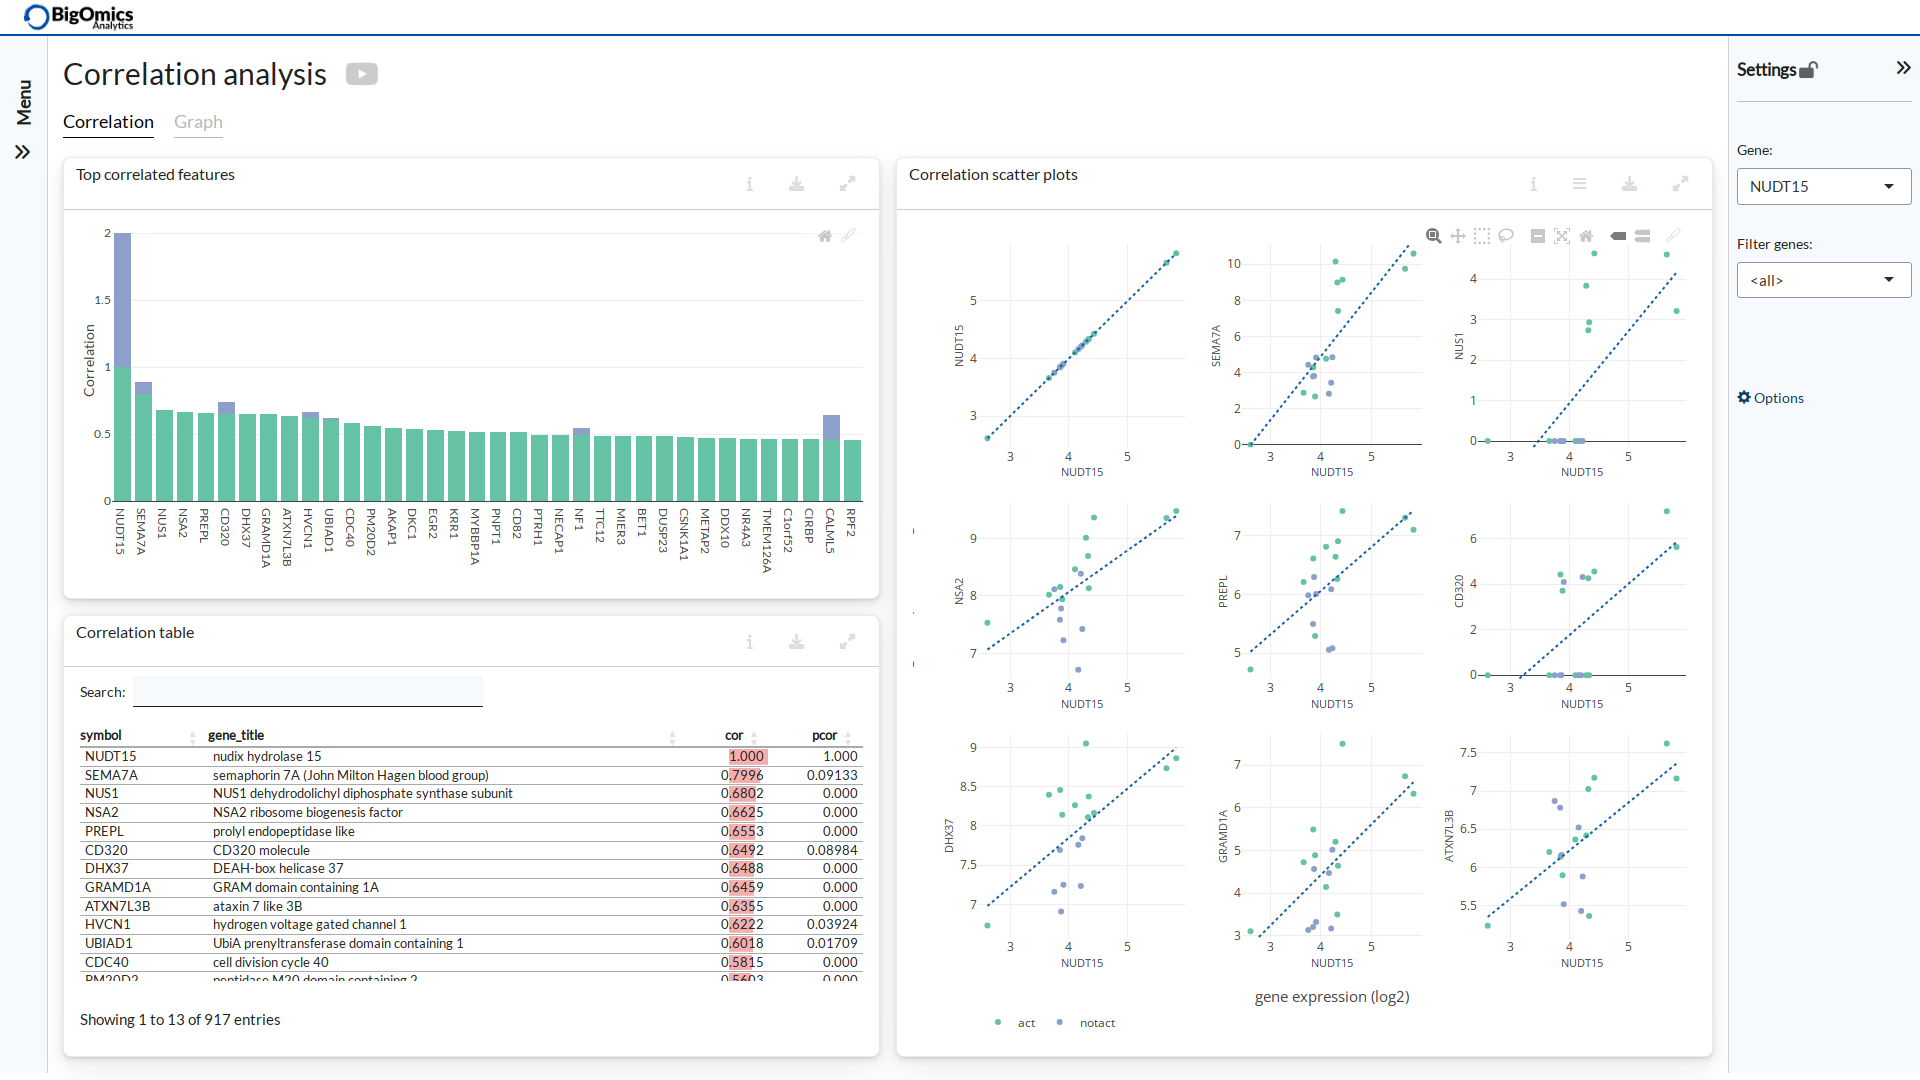 BigOmics
Analytics
Menu
Correlation analysis
Correlation
Graph
Top correlated features
Correlation
2
1.5
1
0.5
0
NUDT15
SEMA7A
NUS1
NSA2
PREPL
CD320
DHX37
GRAMD1A
ATXN7L3B
HVCN1
UBIAD1
CDC40
PM20D2
AKAP1
DKC1
EGR2
KRR1
MYBBP1A
PNPT1
CD82
PTRH1
NECAP1
NF1
TTC12
MIER3
BET1
DUSP23
CSNK1A1
METAP2
DDX10
NR4A3
TMEM126A
C1orf52
CIRBP
CALML5
RPF2
Correlation table
Search:
symbol gene_title cor pcor
NUDT15 nudix hydrolase 15 1.000 1.000
SEMA7A semaphorin 7A (John Milton Hagen blood group) 0.7996 0.09133
NUS1 NUS1 dehydrodolichyl diphosphate synthase subunit 0.6802 0.000
NSA2 NSA2 ribosome biogenesis factor 0.6625 0.000
PREPL prolyl endopeptidase like 0.6553 0.000
CD320 CD320 molecule 0.6492 0.08984
DHX37 DEAH-box helicase 37 0.6488 0.000
GRAMD1A GRAM domain containing 1A 0.6459 0.000
ATXN7L3B ataxin 7 like 3B 0.6355 0.000
HVCN1 hydrogen voltage gated channel 1 0.6222 0.03924
UBIAD1 UbiA prenyltransferase domain containing 1 0.6018 0.01709
CDC40 cell division cycle 40 0.5815 0.000
PM20D2 peptidase M20 domain containing 2 0.5603 0.000
Showing 1 to 13 of 917 entries
Correlation scatter plots
NUDT15
5
4
3
3 4 5
NUDT15
SEMA7A
10
8
6
4
2
0
3 4 5
NUDT15
NUS1
4
3
2
1
0
3 4 5
NUDT15
NSA2
9
8
7
3 4 5
NUDT15
PREPL
7
6
5
3 4 5
NUDT15
CD320
6
4
2
0
3 4 5
NUDT15
DHX37
9
8.5
8
7.5
7
3 4 5
NUDT15
GRAMD1A
7
6
5
4
3
3 4 5
NUDT15
ATXN7L3B
7.5
7
6.5
6
5.5
3 4 5
NUDT15
gene expression (log2)
act notact
Settings
Gene:
NUDT15
Filter genes:
<all>
Options